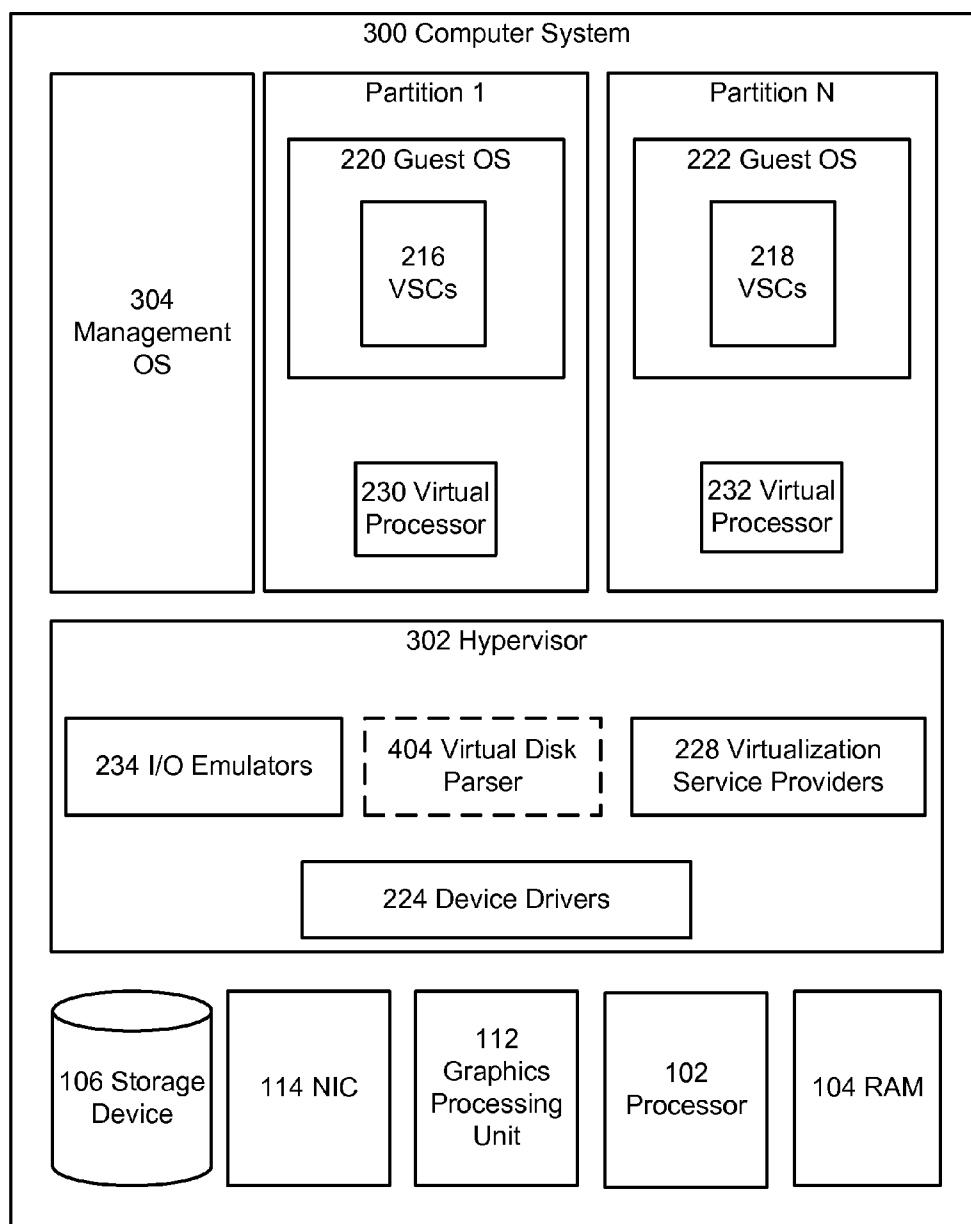 300 Computer System
304
Management
OS
Partition 1
220 Guest OS
216
VSCs
230 Virtual
Processor
Partition N
222 Guest OS
218
VSCs
232 Virtual
Processor
302 Hypervisor
234 I/O Emulators
404 Virtual Disk
Parser
228 Virtualization
Service Providers
224 Device Drivers
106 Storage
Device
114 NIC
112
Graphics
Processing
Unit
102
Processor
104 RAM